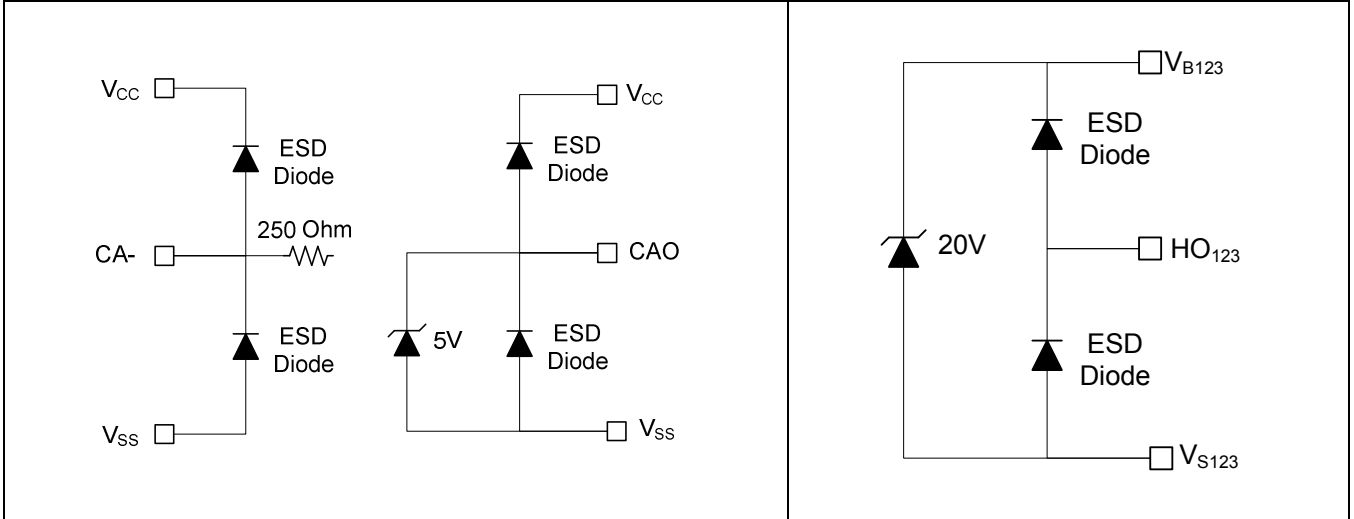 VCC
ESD
Diode
250 Ohm
CA-
ESD
Diode
VSS
VCC
ESD
Diode
CAO
5V
ESD
Diode
VSS
VB123
ESD
Diode
20V
HO123
ESD
Diode
VS123